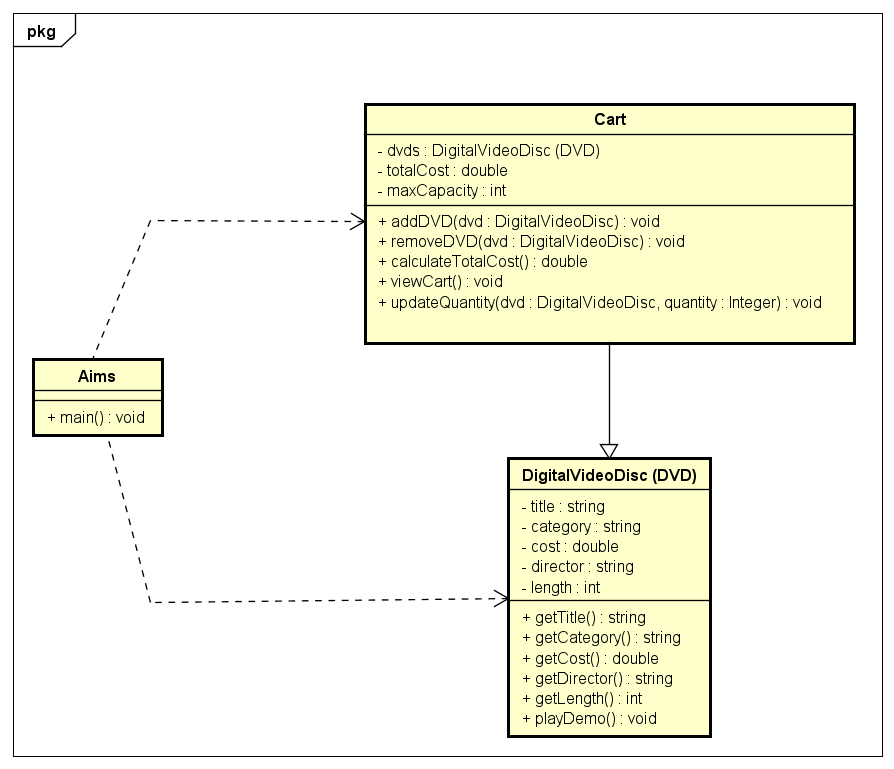 pkg
Cart
- dvds : DigitalVideoDisc (DVD)
- totalCost : double
- maxCapacity : int
+ addDVD(dvd : DigitalVideoDisc) : void
+ removeDVD(dvd : DigitalVideoDisc) : void
+ calculateTotalCost() : double
+ viewCart() : void
+ updateQuantity(dvd : DigitalVideoDisc, quantity : Integer) : void
Aims
+ main() : void
DigitalVideoDisc (DVD)
- title : string
- category : string
- cost : double
- director : string
- length : int
+ getTitle() : string
+ getCategory() : string
+ getCost() : double
+ getDirector() : string
+ getLength() : int
+ playDemo() : void